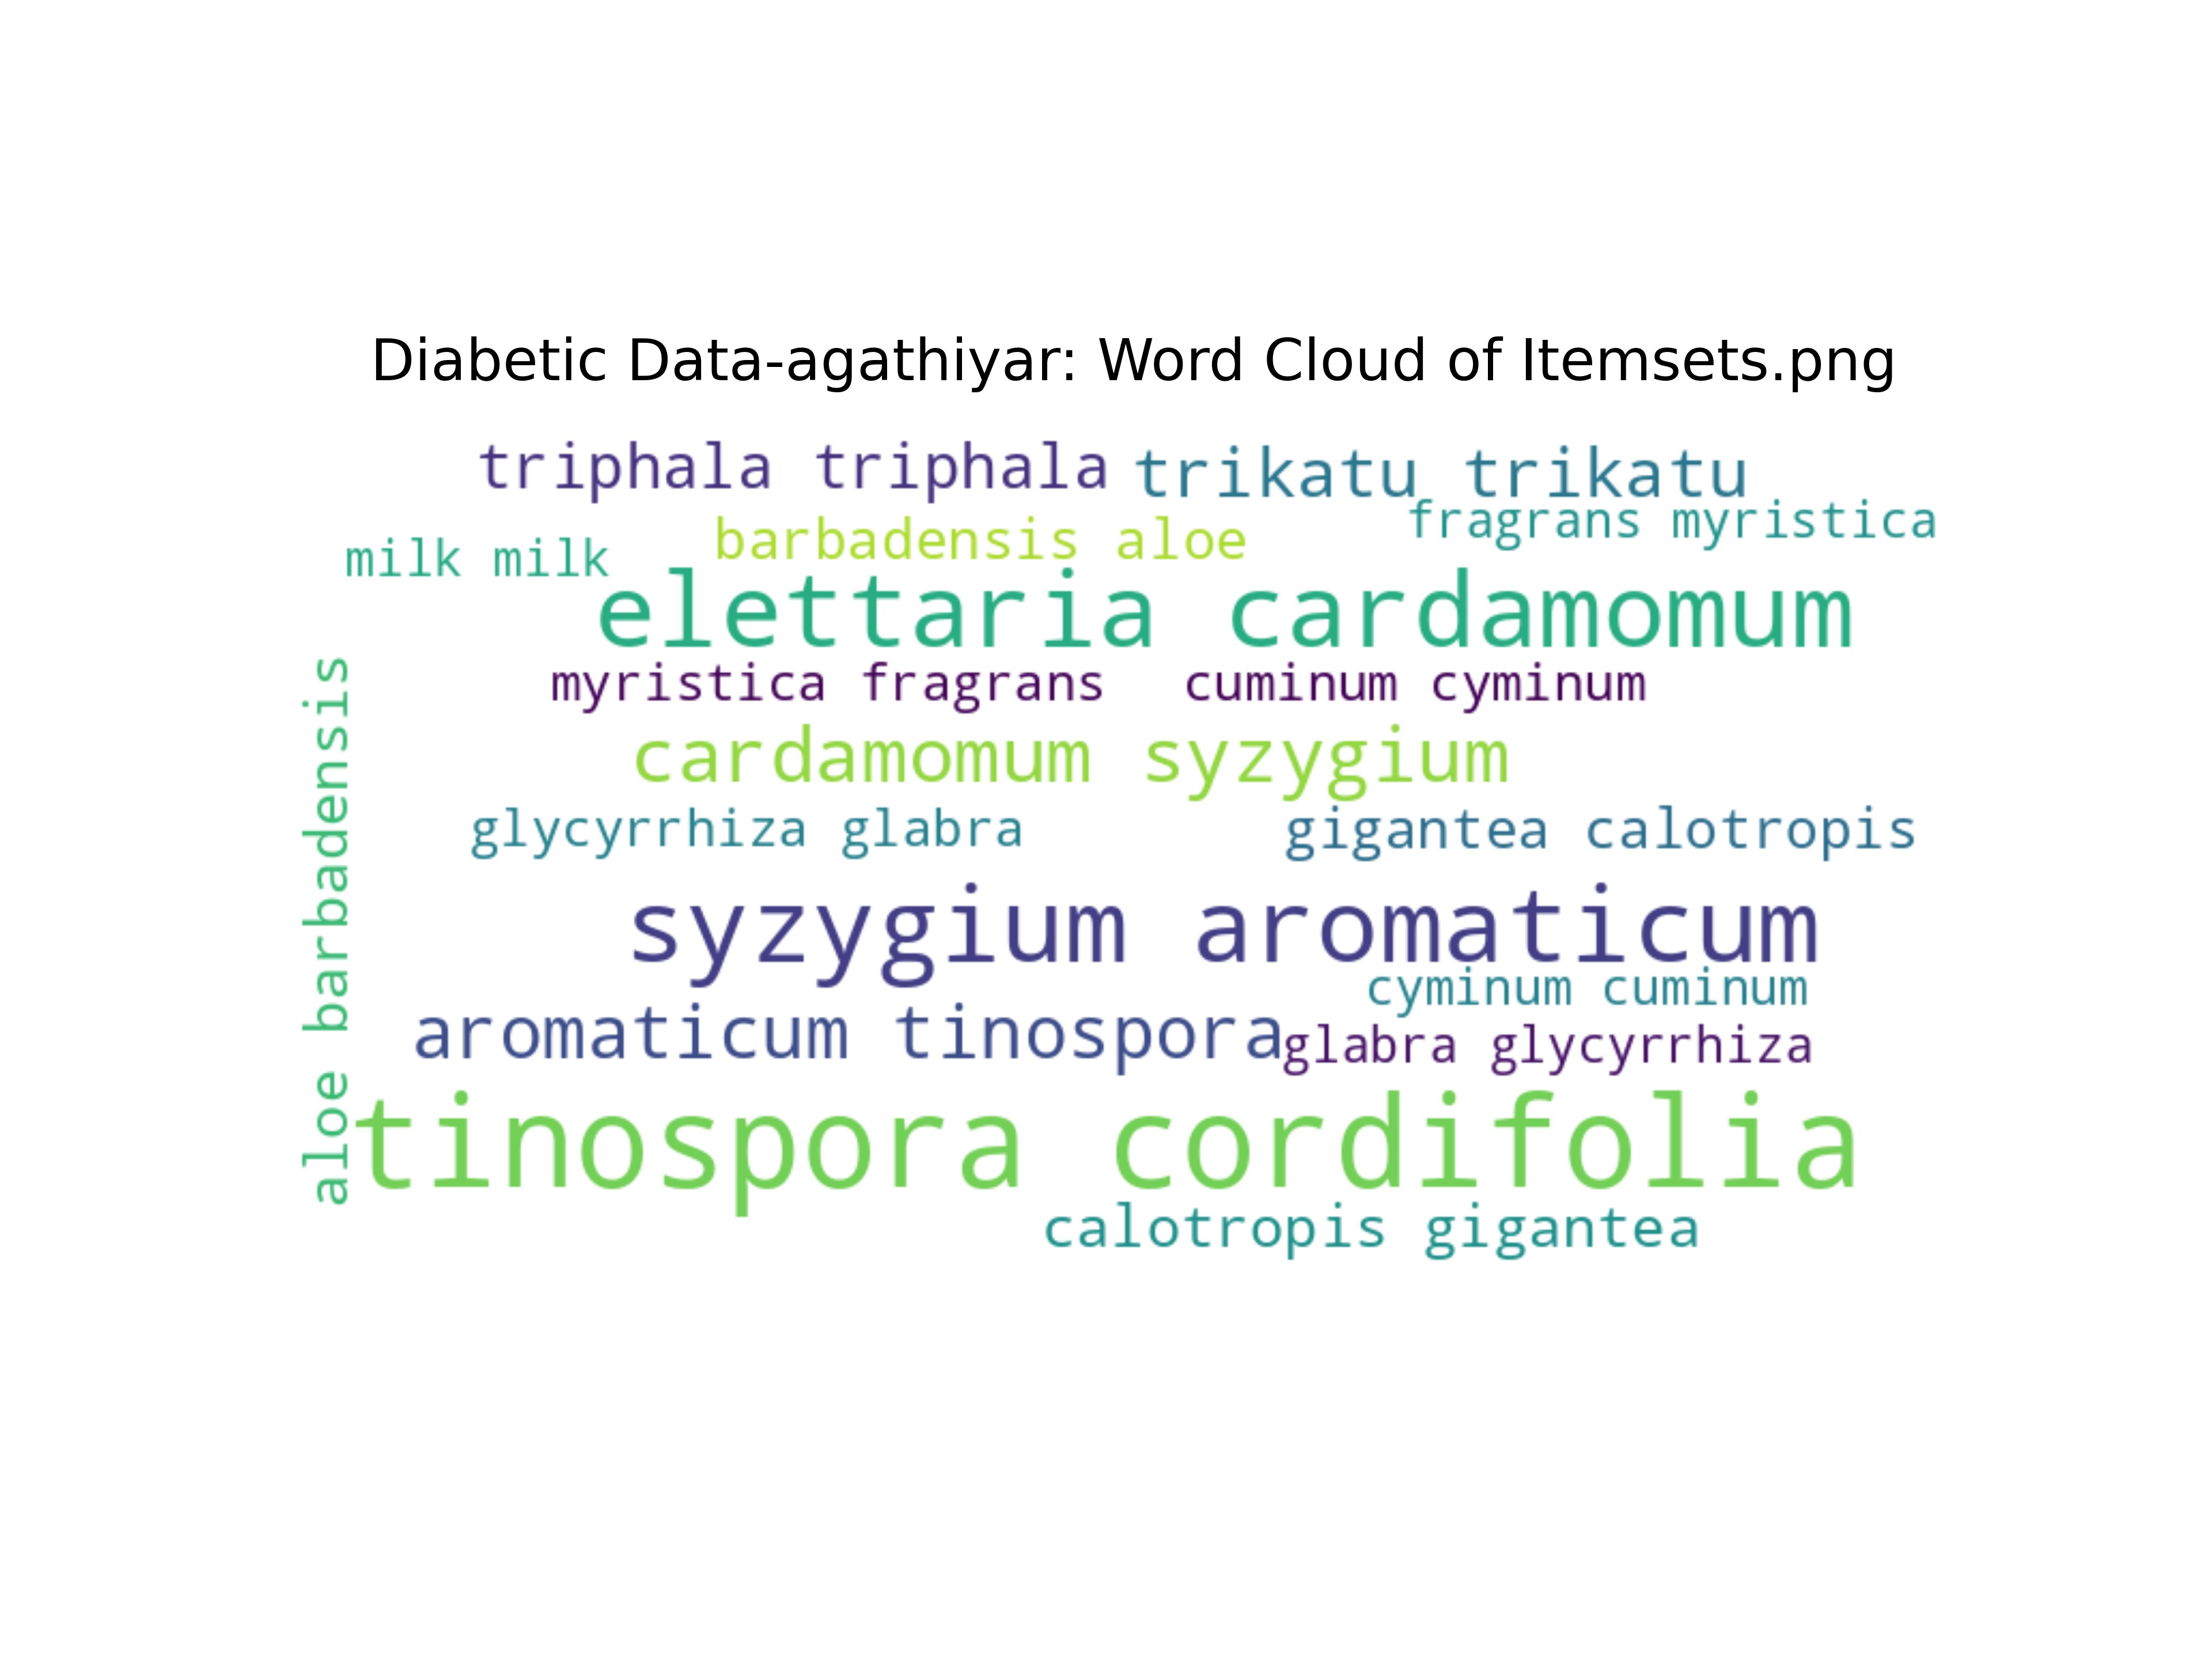 Diabetic Data-agathiyar: Word Cloud of Itemsets.png
triphala triphala
trikatu trikatu
fragrans myristica
barbadensis aloe
milk milk
elettaria cardamomum
myristica fragrans
cuminum cyminum
cardamomum syzygium
glycyrrhiza glabra
gigantea calotropis
syzygium aromaticum
cyminum cuminum
aromaticum tinospora
glabra glycyrrhiza
aloe barbadensis
tinospora cordifolia
calotropis gigantea